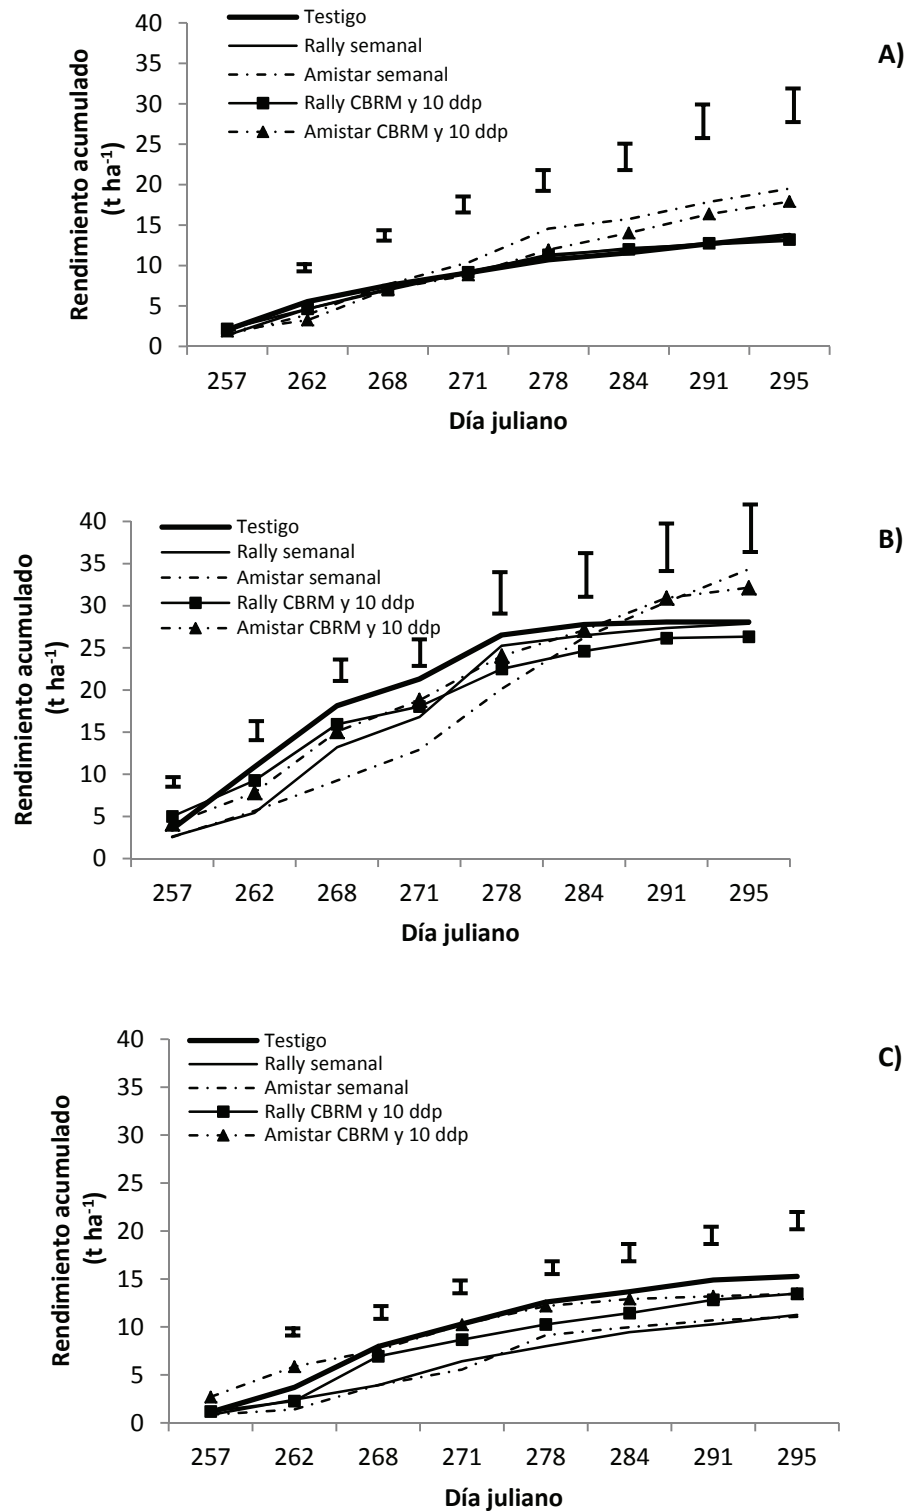 A)
Rendimiento acumulado
(t ha⁻¹)
40
35
30
25
20
15
10
5
0
Testigo
Rally semanal
Amistar semanal
Rally CBRM y 10 ddp
Amistar CBRM y 10 ddp
257 262 268 271 278 284 291 295
Día juliano
B)
Rendimiento acumulado
(t ha⁻¹)
40
35
30
25
20
15
10
5
0
Testigo
Rally semanal
Amistar semanal
Rally CBRM y 10 ddp
Amistar CBRM y 10 ddp
257 262 268 271 278 284 291 295
Día juliano
C)
Rendimiento acumulado
(t ha⁻¹)
40
35
30
25
20
15
10
5
0
Testigo
Rally semanal
Amistar semanal
Rally CBRM y 10 ddp
Amistar CBRM y 10 ddp
257 262 268 271 278 284 291 295
Día juliano